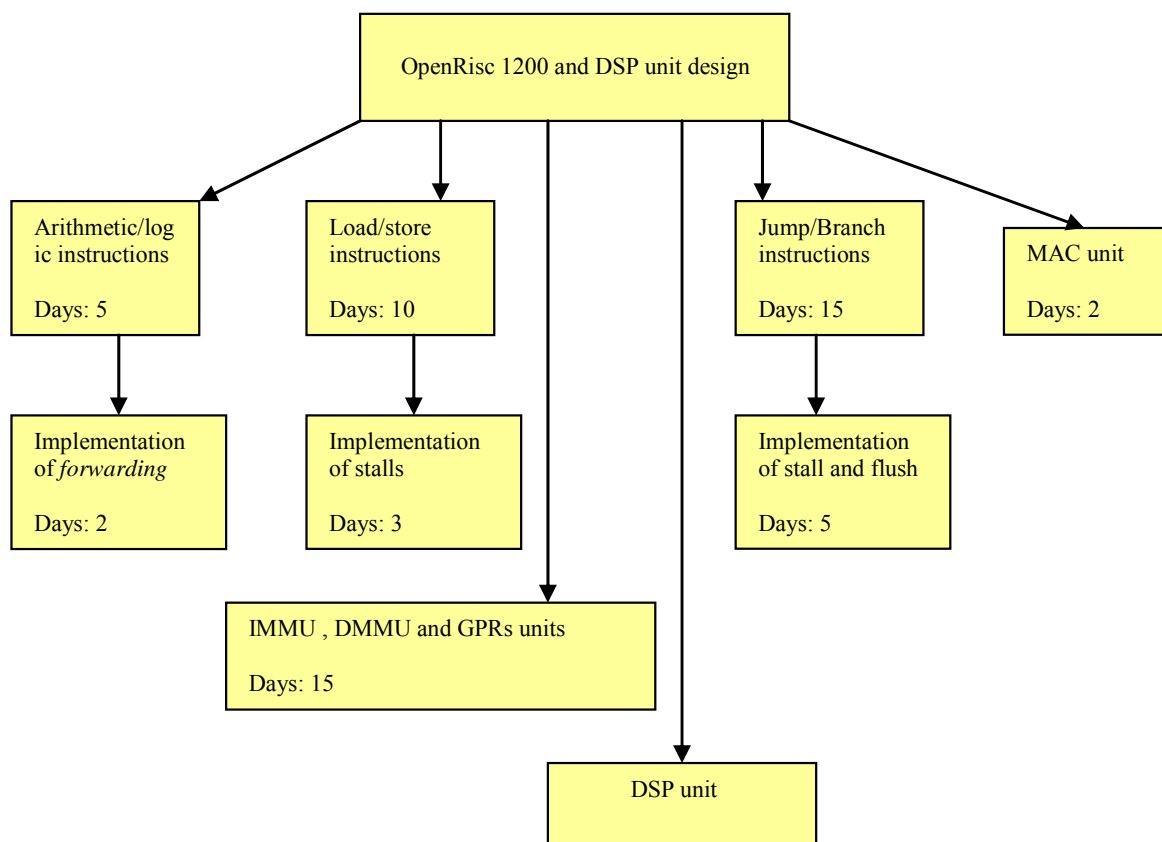 OpenRisc 1200 and DSP unit design
Arithmetic/log
ic instructions
Days: 5
Load/store
instructions
Days: 10
Jump/Branch
instructions
Days: 15
MAC unit
Days: 2
Implementation
of forwarding
Days: 2
Implementation
of stalls
Days: 3
Implementation
of stall and flush
Days: 5
IMMU , DMMU and GPRs units
Days: 15
DSP unit